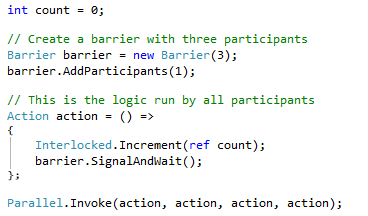 int count = 0;
// Create a barrier with three participants
Barrier barrier = new Barrier(3);
barrier.AddParticipants(1);
// This is the logic run by all participants
Action action = () =>
{
Interlocked.Increment(ref count);
barrier.SignalAndWait();
};
Parallel.Invoke(action, action, action, action);